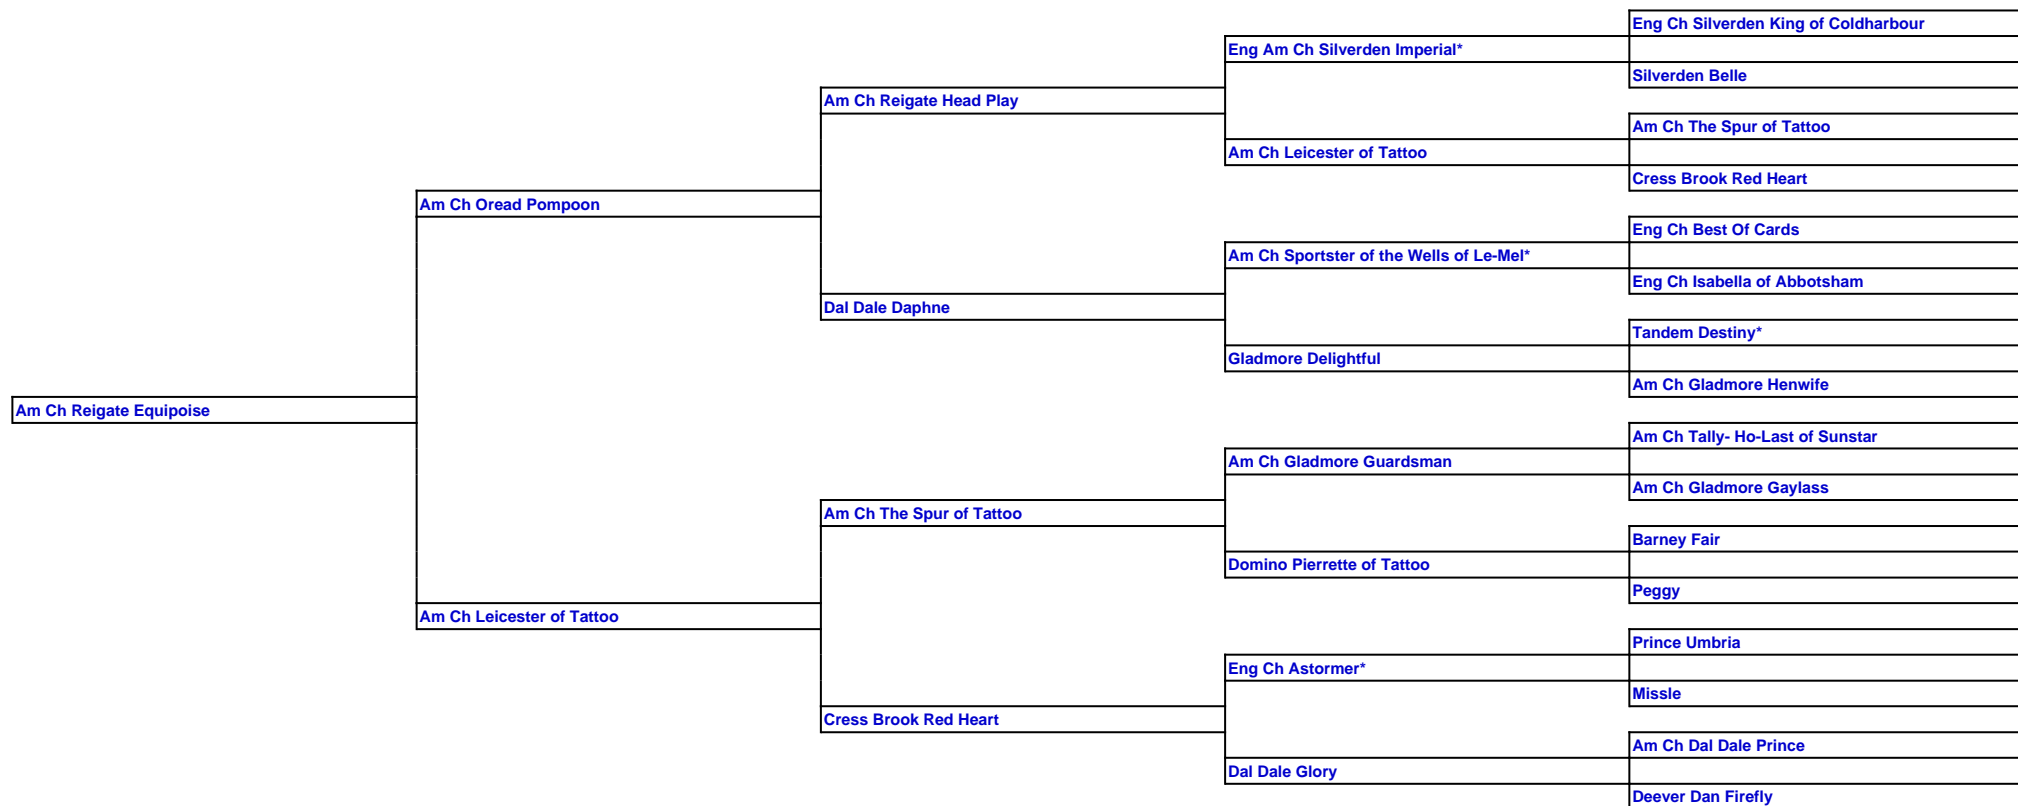 Eng Ch Silverden King of Coldharbour
Eng Am Ch Silverden Imperial*
Silverden Belle
Am Ch Reigate Head Play
Am Ch The Spur of Tattoo
Am Ch Leicester of Tattoo
Cress Brook Red Heart
Am Ch Oread Pompoon
Eng Ch Best Of Cards
Am Ch Sportster of the Wells of Le-Mel*
Eng Ch Isabella of Abbotsham
Dal Dale Daphne
Tandem Destiny*
Gladmore Delightful
Am Ch Gladmore Henwife
Am Ch Reigate Equipoise
Am Ch Tally- Ho-Last of Sunstar
Am Ch Gladmore Guardsman
Am Ch Gladmore Gaylass
Am Ch The Spur of Tattoo
Barney Fair
Domino Pierrette of Tattoo
Peggy
Am Ch Leicester of Tattoo
Prince Umbria
Eng Ch Astormer*
Missle
Cress Brook Red Heart
Am Ch Dal Dale Prince
Dal Dale Glory
Deever Dan Firefly